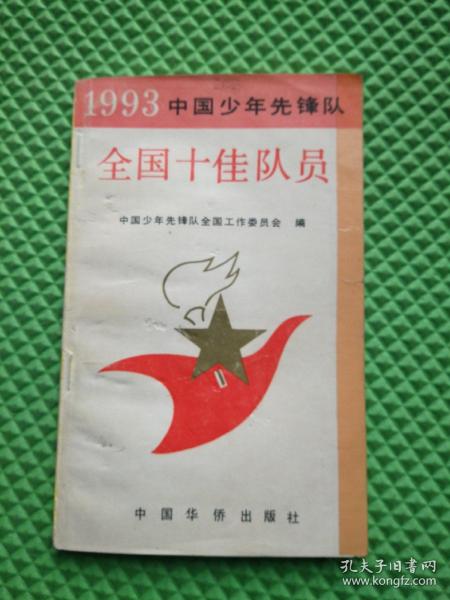 1993 中国少年先锋队
全国十佳队员
中国少年先锋队全国工作委员会 编
中国华侨出版社
孔夫子旧书网
www.kongfz.com